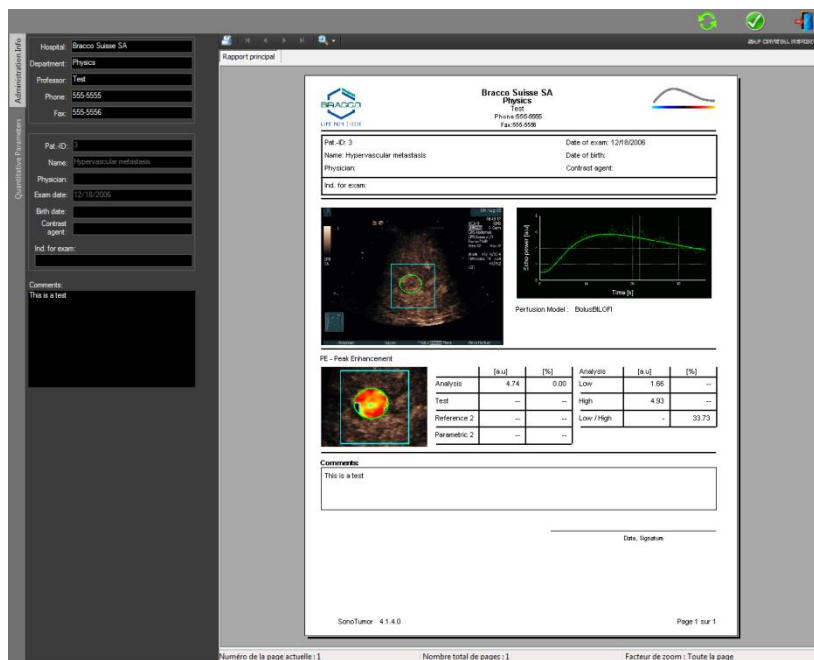 Administration Info
Quantitative Parameters
Hospital: Bracco Suisse SA
Department: Physics
Professor: Test
Phone: 555-5555
Fax: 555-5556
Pat.-ID: 3
Name: Hypervascular metastasis
Physician:
Exam date: 12/18/2006
Birth date:
Contrast
agent:
Ind. for exam:
Comments:
This is a test
Rapport principal
BRACCO
LIFE FROM INSIDE
Bracco Suisse SA
Physics
Test
Phone:555-5555
Fax:555-5556
Pat.-ID: 3 Date of exam: 12/18/2006
Name: Hypervascular metastasis Date of birth:
Physician: Contrast agent:
Ind. for exam:
Echo-power [a.u]
Time [s]
Perfusion Model : BolusBILOFI
PE - Peak Enhancement
[a.u] [%] Analysis [a.u] [%]
Analysis 4.74 0.00 Low 1.66 --
Test -- -- High 4.93 --
Reference 2 -- -- Low / High - 33.73
Parametric 2 -- --
Comments:
This is a test
Date, Signature
SonoTumor 4.1.4.0 Page 1 sur 1
Numéro de la page actuelle : 1 Nombre total de pages : 1 Facteur de zoom : Toute la page